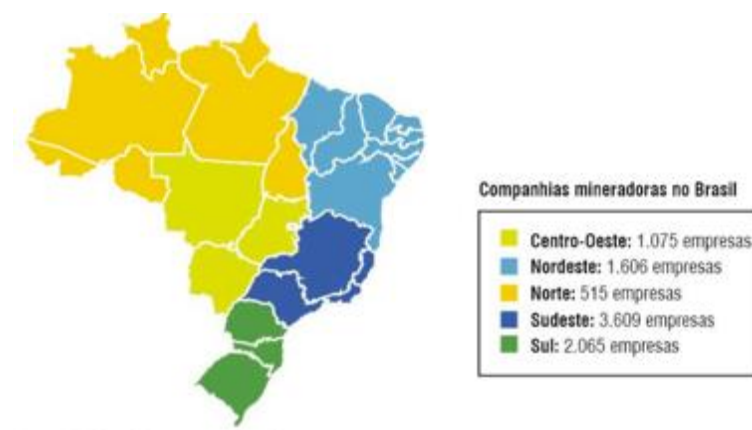 Companhias mineradoras no Brasil
Centro-Oeste: 1.075 empresas
Nordeste: 1.606 empresas
Norte: 515 empresas
Sudeste: 3.609 empresas
Sul: 2.065 empresas